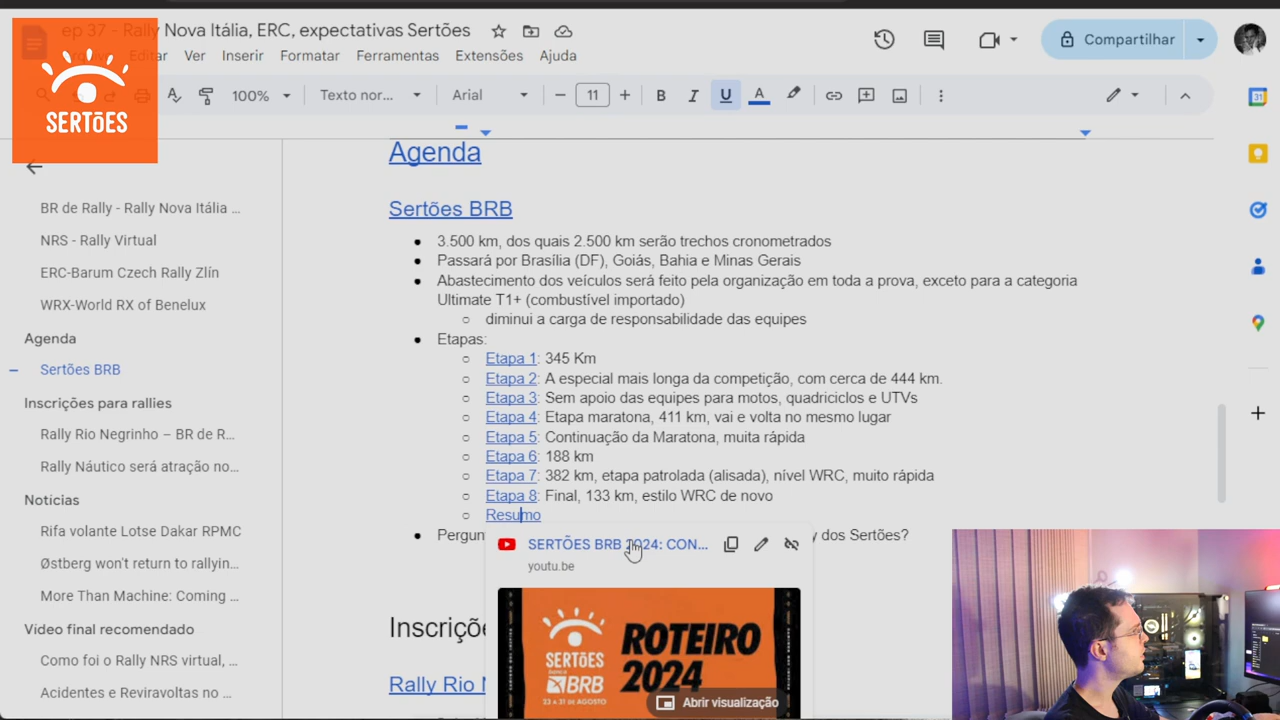 ep 37 - Rally Nova Itália, ERC, expectativas Sertões
Editar Ver Inserir Formatar Ferramentas Extensões Ajuda
Compartilhar
100% Texto nor... Arial 11 B I U A
SERTÕES
31
BR de Rally - Rally Nova Itália ...
NRS - Rally Virtual
ERC-Barum Czech Rally Zlín
WRX-World RX of Benelux
Agenda
Sertões BRB
Inscrições para rallies
Rally Rio Negrinho – BR de R...
Rally Náutico será atração no...
Noticias
Rifa volante Lotse Dakar RPMC
Østberg won't return to rallyin...
More Than Machine: Coming ...
Vídeo final recomendado
Como foi o Rally NRS virtual, ...
Acidentes e Reviravoltas no ...
Agenda
Sertões BRB
3.500 km, dos quais 2.500 km serão trechos cronometrados
Passará por Brasília (DF), Goiás, Bahia e Minas Gerais
Abastecimento dos veículos será feito pela organização em toda a prova, exceto para a categoria
Ultimate T1+ (combustível importado)
diminui a carga de responsabilidade das equipes
Etapas:
Etapa 1: 345 Km
Etapa 2: A especial mais longa da competição, com cerca de 444 km.
Etapa 3: Sem apoio das equipes para motos, quadriciclos e UTVs
Etapa 4: Etapa maratona, 411 km, vai e volta no mesmo lugar
Etapa 5: Continuação da Maratona, muita rápida
Etapa 6: 188 km
Etapa 7: 382 km, etapa patrolada (alisada), nível WRC, muito rápida
Etapa 8: Final, 133 km, estilo WRC de novo
Resumo
Pergun y dos Sertões?
SERTÕES BRB 2024: CON...
youtu.be
SERTÕES
BRB
23 A 31 DE AGOSTO
ROTEIRO
2024
Abrir visualização
Inscriçõe
Rally Rio N